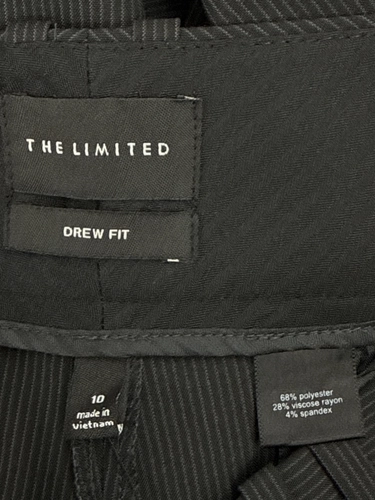 THE LIMITED
DREW FIT
10
made in
Vietnam
68% polyester
28% viscose rayon
4% spandex